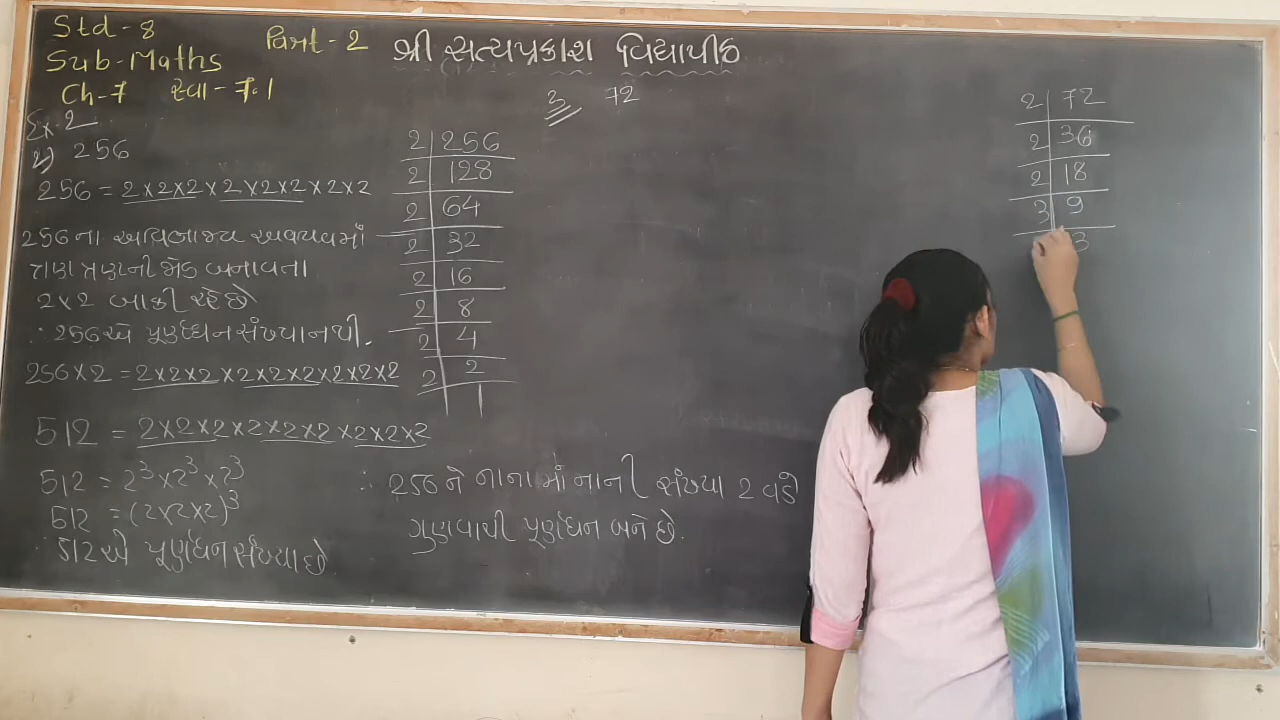 Std - 8
Sub - Maths
Ch - 7 સ્વા - 7.1
વિભાગ - 2
શ્રી સત્યપ્રકાશ વિદ્યાપીઠ
Ex. 2
2) 256
256 = 2 x 2 x 2 x 2 x 2 x 2 x 2 x 2
256 ના અવિભાજ્ય અવયવમાં
ત્રણ ત્રણની જોડ બનાવતા
2 x 2 બાકી રહે છે
∴ 256 એ પૂર્ણઘન સંખ્યા નથી.
256 x 2 = 2 x 2 x 2 x 2 x 2 x 2 x 2 x 2 x 2
512 = 2 x 2 x 2 x 2 x 2 x 2 x 2 x 2 x 2
512 = 2³ x 2³ x 2³
512 = (2 x 2 x 2)³
∴ 512 એ પૂર્ણઘન સંખ્યા છે
2 | 256
2 | 128
2 | 64
2 | 32
2 | 16
2 | 8
2 | 4
2 | 2
| 1
∴ 256 ને નાનામાં નાની સંખ્યા 2 વડે
ગુણવાથી પૂર્ણઘન બને છે.
3 72
2 | 72
2 | 36
2 | 18
3 | 9
3